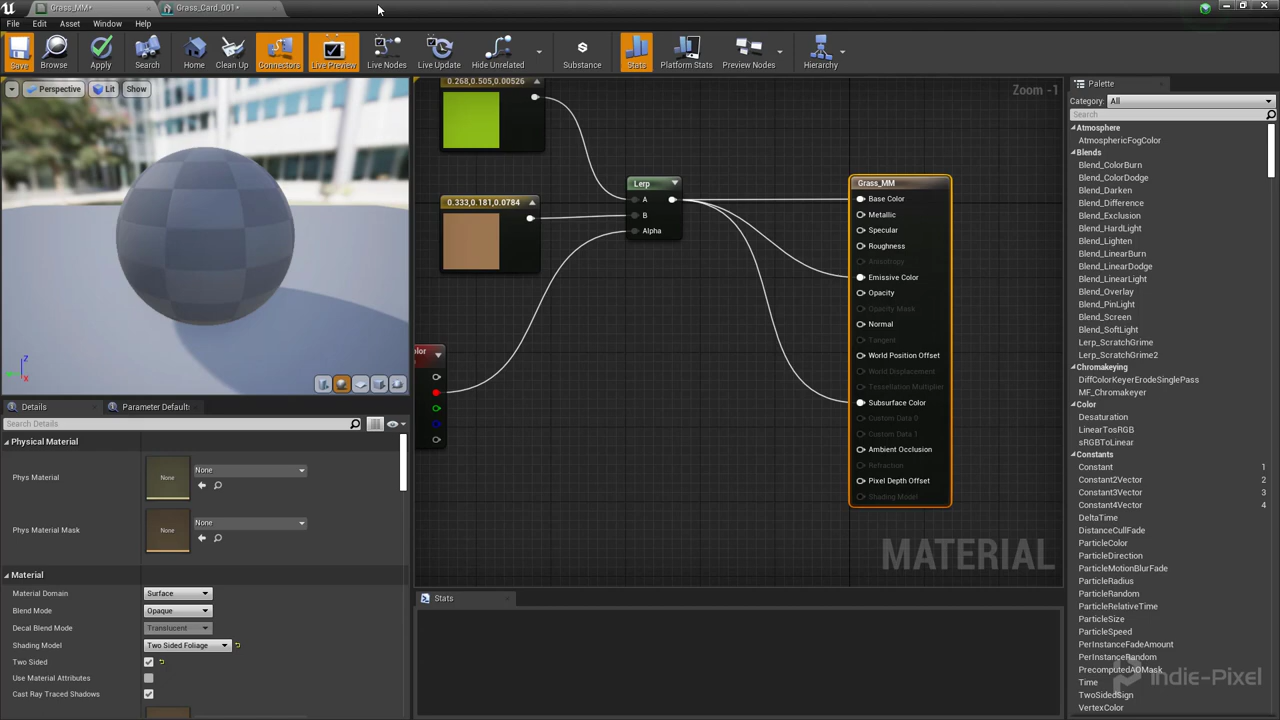 Grass_MM*
Grass_Card_001*
File Edit Asset Window Help
Save Browse Apply Search Home Clean Up Connectors Live Preview Live Nodes Live Update Hide Unrelated Substance Stats Platform Stats Preview Nodes Hierarchy
Perspective Lit Show
Z
X
0.268,0.505,0.00526
Zoom -1
0.333,0.181,0.0784
Lerp
A
B
Alpha
olor
Grass_MM
Base Color
Metallic
Specular
Roughness
Anisotropy
Emissive Color
Opacity
Opacity Mask
Normal
Tangent
World Position Offset
World Displacement
Tessellation Multiplier
Subsurface Color
Custom Data 0
Custom Data 1
Ambient Occlusion
Refraction
Pixel Depth Offset
Shading Model
MATERIAL
Stats
Details
Parameter Default
Search Details
Physical Material
Phys Material
None
None
Phys Material Mask
None
None
Material
Material Domain Surface
Blend Mode Opaque
Decal Blend Mode Translucent
Shading Model Two Sided Foliage
Two Sided
Use Material Attributes
Cast Ray Traced Shadows
Palette
Category: All
Search
Atmosphere
AtmosphericFogColor
Blends
Blend_ColorBurn
Blend_ColorDodge
Blend_Darken
Blend_Difference
Blend_Exclusion
Blend_HardLight
Blend_Lighten
Blend_LinearBurn
Blend_LinearDodge
Blend_LinearLight
Blend_Overlay
Blend_PinLight
Blend_Screen
Blend_SoftLight
Lerp_ScratchGrime
Lerp_ScratchGrime2
Chromakeying
DiffColorKeyerErodeSinglePass
MF_Chromakeyer
Color
Desaturation
LinearTosRGB
sRGBToLinear
Constants
Constant 1
Constant2Vector 2
Constant3Vector 3
Constant4Vector 4
DeltaTime
DistanceCullFade
ParticleColor
ParticleDirection
ParticleMotionBlurFade
ParticleRadius
ParticleRandom
ParticleRelativeTime
ParticleSize
ParticleSpeed
PerInstanceFadeAmount
PerInstanceRandom
PrecomputedAOMask
Time
TwoSidedSign
VertexColor
Indie-Pixel